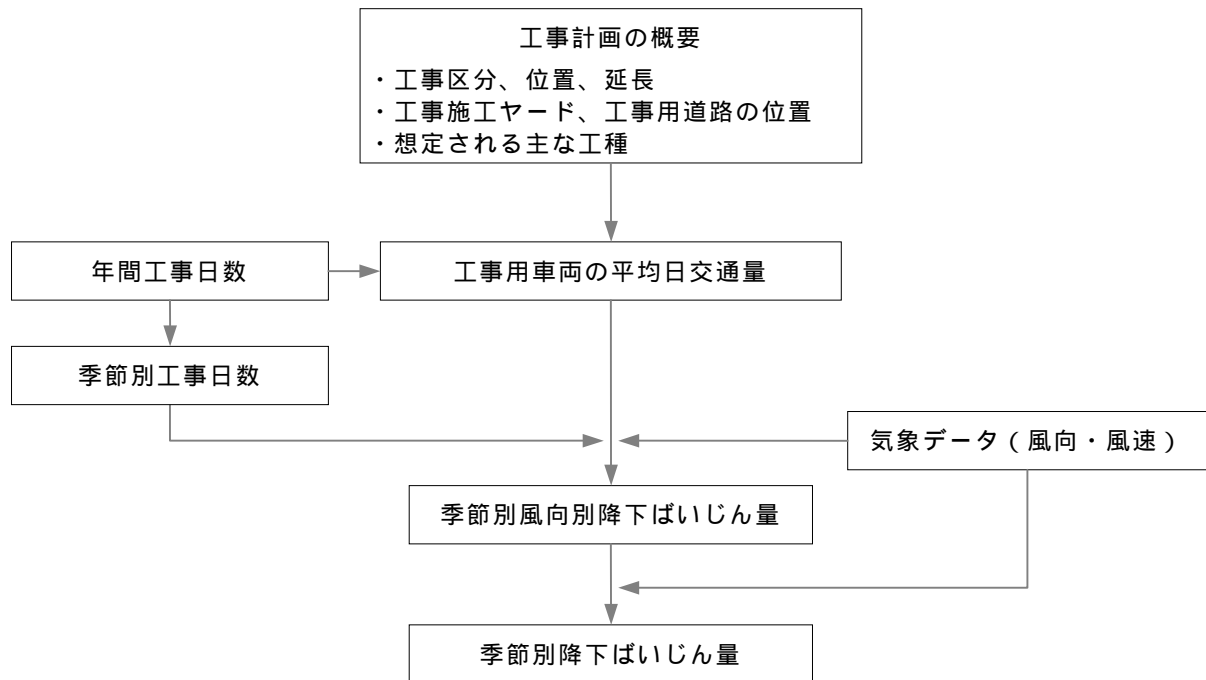 工事計画の概要
・工事区分、位置、延長
・工事施工ヤード、工事用道路の位置
・想定される主な工種
年間工事日数
工事用車両の平均日交通量
季節別工事日数
気象データ（風向・風速）
季節別風向別降下ばいじん量
季節別降下ばいじん量